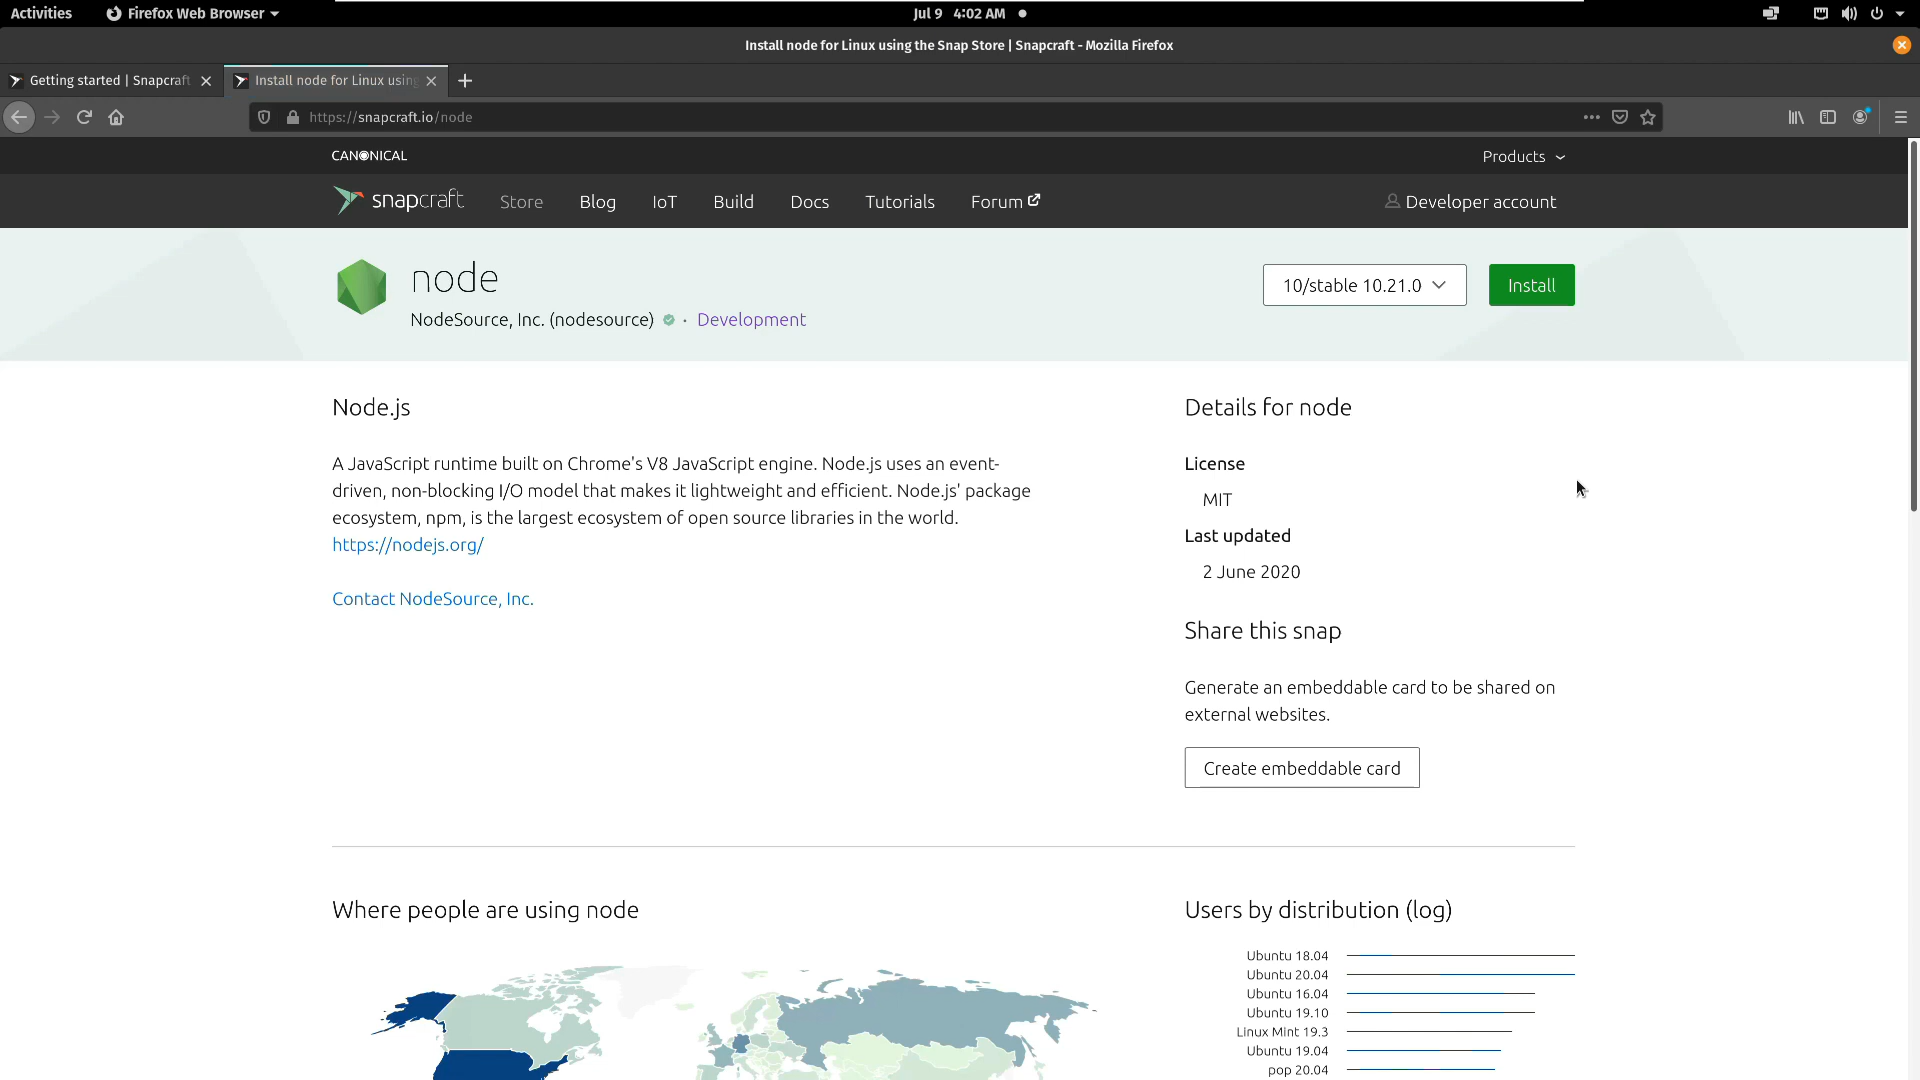 Activities
Firefox Web Browser
Jul 9 4:02 AM
Install node for Linux using the Snap Store | Snapcraft - Mozilla Firefox
Getting started | Snapcraft
Install node for Linux using
https://snapcraft.io/node
CANONICAL
Products
snapcraft
Store
Blog
IoT
Build
Docs
Tutorials
Forum
Developer account
node
NodeSource, Inc. (nodesource) · Development
10/stable 10.21.0
Install
Node.js
A JavaScript runtime built on Chrome's V8 JavaScript engine. Node.js uses an event-
driven, non-blocking I/O model that makes it lightweight and efficient. Node.js' package
ecosystem, npm, is the largest ecosystem of open source libraries in the world.
https://nodejs.org/
Contact NodeSource, Inc.
Details for node
License
MIT
Last updated
2 June 2020
Share this snap
Generate an embeddable card to be shared on
external websites.
Create embeddable card
Where people are using node
Users by distribution (log)
Ubuntu 18.04
Ubuntu 20.04
Ubuntu 16.04
Ubuntu 19.10
Linux Mint 19.3
Ubuntu 19.04
pop 20.04